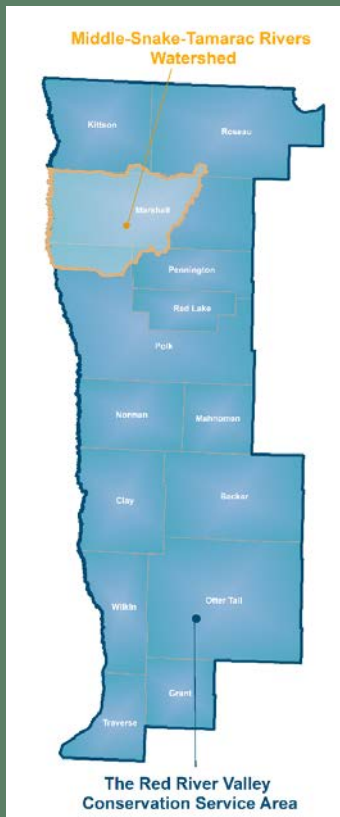 Middle-Snake-Tamarac Rivers
Watershed
Kittson
Roseau
Marshall
Pennington
Red Lake
Polk
Norman
Mahnomen
Clay
Becker
Wilkin
Otter Tail
Grant
Traverse
The Red River Valley
Conservation Service Area